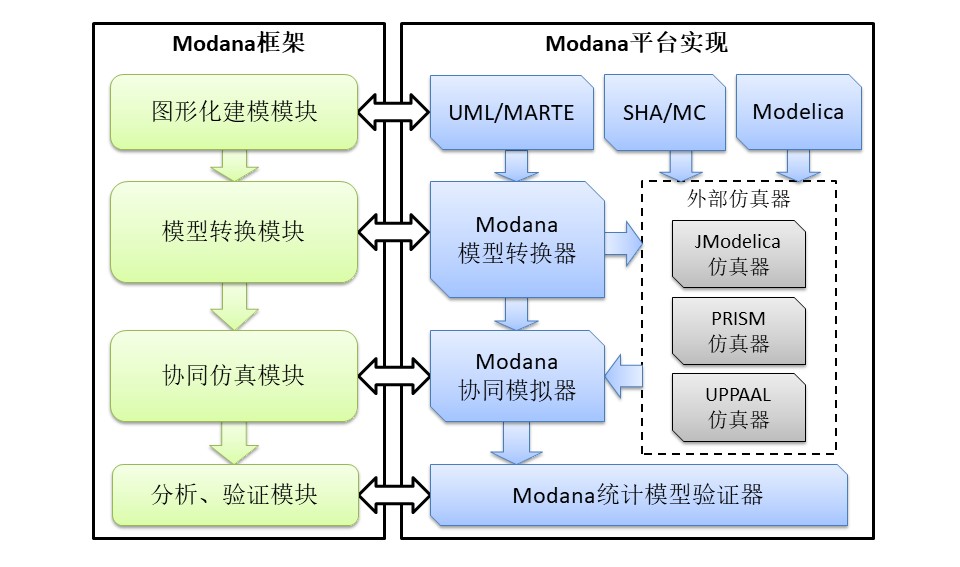 Modana框架
图形化建模模块
模型转换模块
协同仿真模块
分析、验证模块
Modana平台实现
UML/MARTE
SHA/MC
Modelica
Modana
模型转换器
外部仿真器
JModelica
仿真器
PRISM
仿真器
UPPAAL
仿真器
Modana
协同模拟器
Modana统计模型验证器